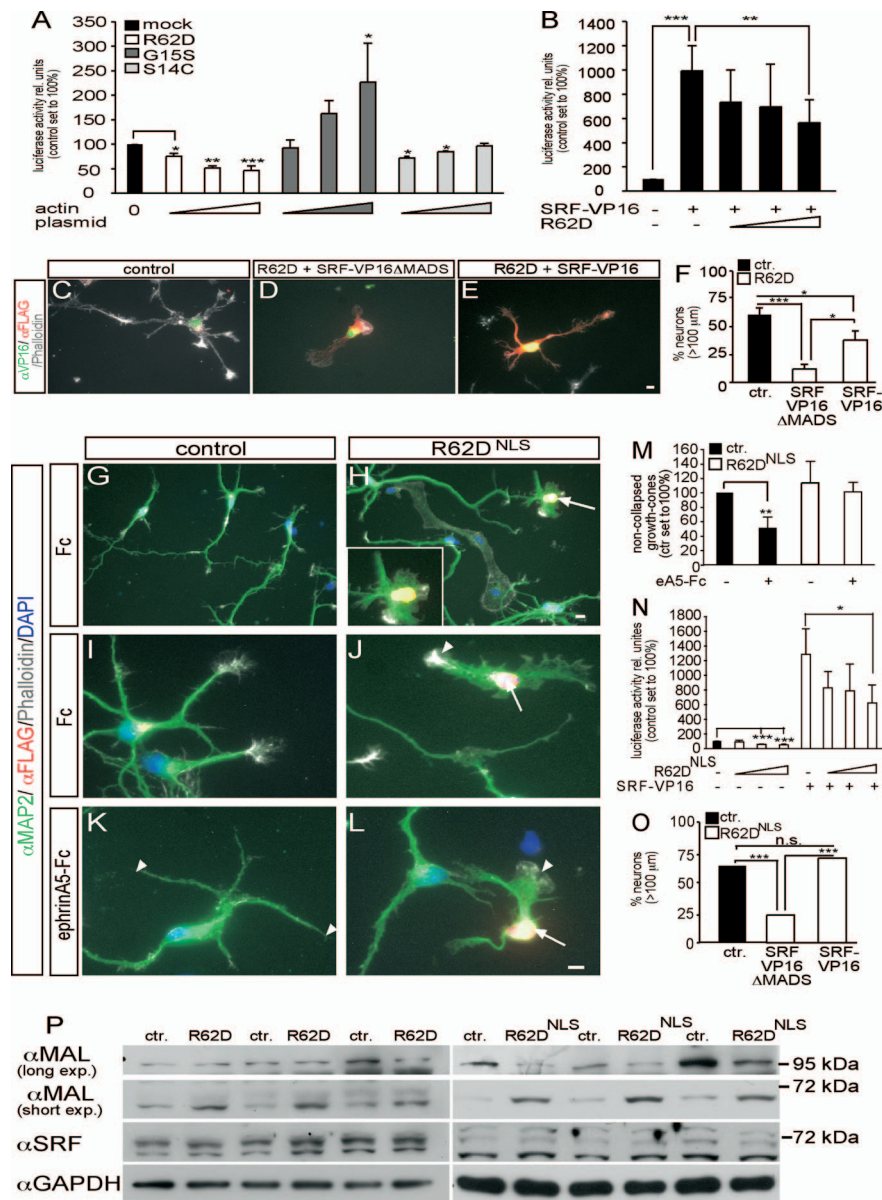 A
luciferase activity rel. units
(control set to 100%)
350
300
250
200
150
100
50
0
mock
R62D
G15S
S14C
*
* ** *** * *
actin
plasmid
0
B
luciferase activity rel. units
(control set to 100%)
1400
1200
1000
800
600
400
200
0
*** **
SRF-VP16 - + + + +
R62D - -
αVP16/ αFLAG
/Phalloidin
control
R62D + SRF-VP16ΔMADS
R62D + SRF-VP16
C
D
E
F
ctr.
R62D
% neurons
(>100 µm)
100
75
50
25
0
*
***
*
ctr.
SRF
VP16
ΔMADS
SRF-
VP16
αMAP2/ αFLAG/Phalloidin/DAPI
control
R62D NLS
Fc
G
H
Fc
I
J
ephrinA5-Fc
K
L
M
ctr.
R62D NLS
non-collapsed
growth-cones
(ctr set to100%)
160
140
120
100
80
60
40
20
0
**
eA5-Fc - + - +
N
luciferase activity rel. unites
(control set to 100%)
1800
1600
1400
1200
1000
800
600
400
200
0
*
*** ***
R62D NLS - -
SRF-VP16 - - - - + + + +
O
ctr.
R62D NLS
% neurons
(>100 µm)
100
75
50
25
0
n.s.
*** ***
ctr.
SRF
VP16
ΔMADS
SRF-
VP16
P
ctr. R62D ctr. R62D ctr. R62D ctr. R62D NLS ctr. R62D NLS ctr. R62D NLS
αMAL
(long exp.)
95 kDa
αMAL
(short exp.)
72 kDa
αSRF
72 kDa
αGAPDH